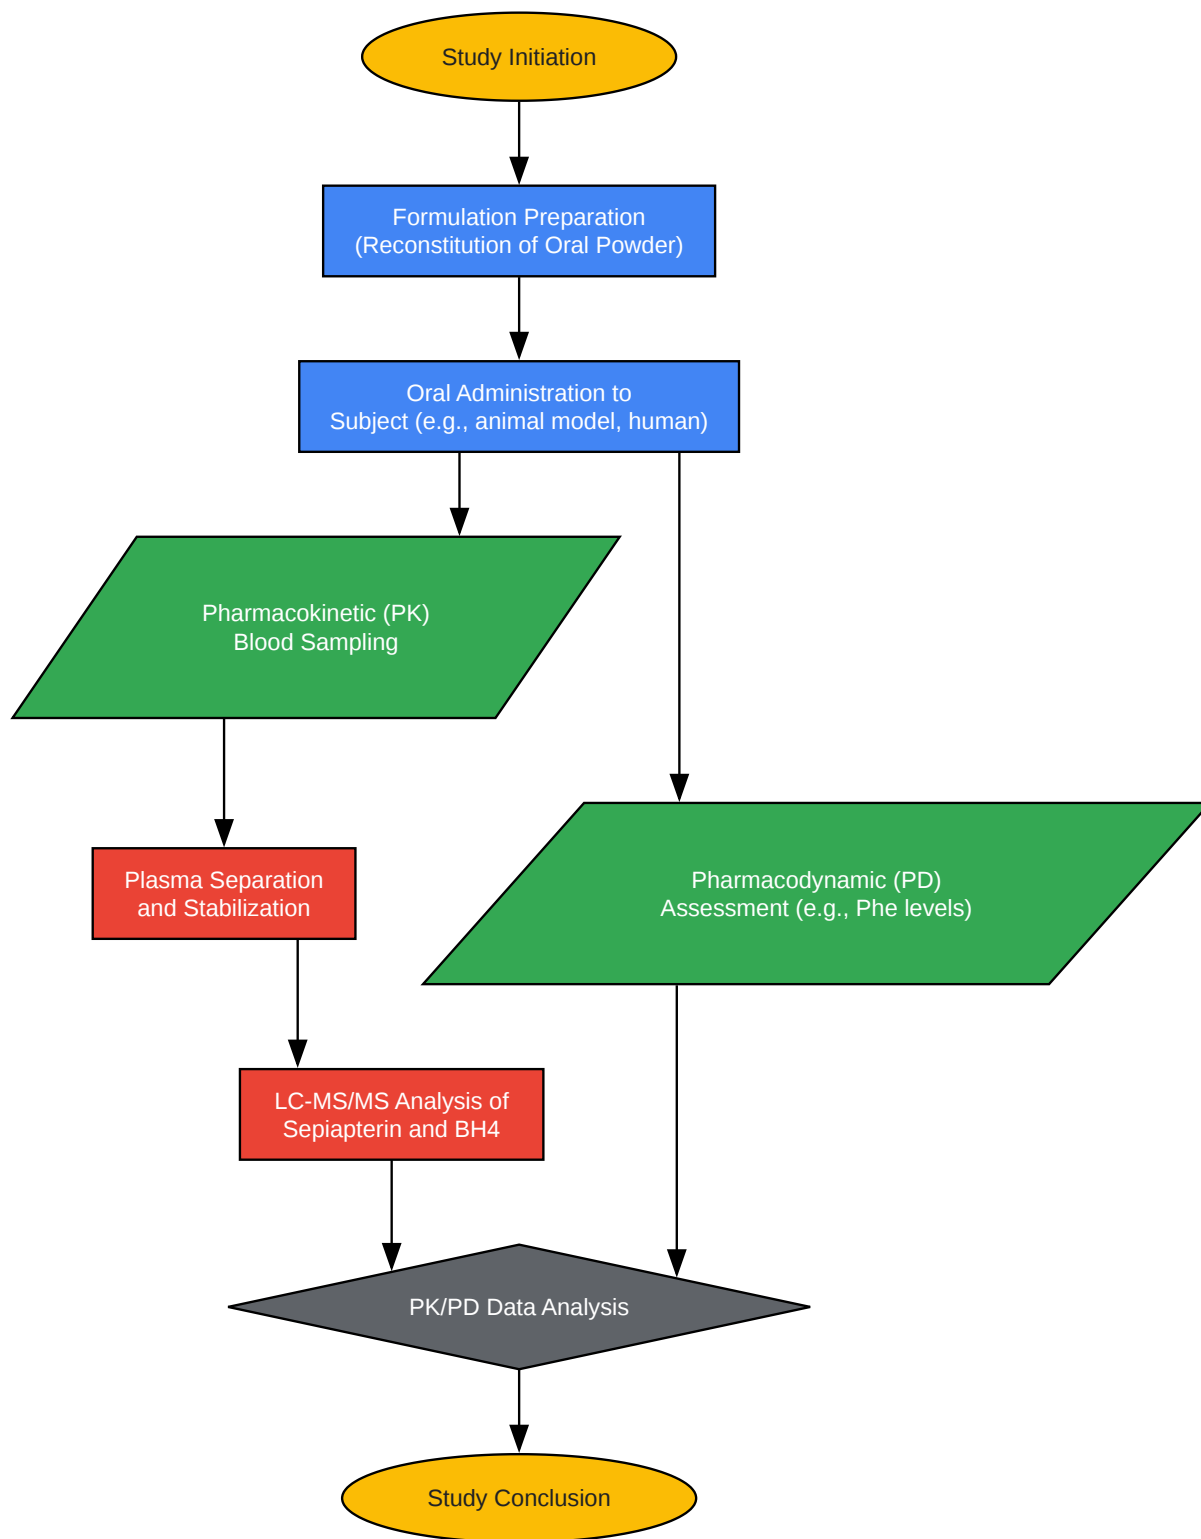 Study Initiation
Formulation Preparation
(Reconstitution of Oral Powder)
Oral Administration to
Subject (e.g., animal model, human)
Pharmacokinetic (PK)
Blood Sampling
Plasma Separation
and Stabilization
Pharmacodynamic (PD)
Assessment (e.g., Phe levels)
LC-MS/MS Analysis of
Sepiapterin and BH4
PK/PD Data Analysis
Study Conclusion